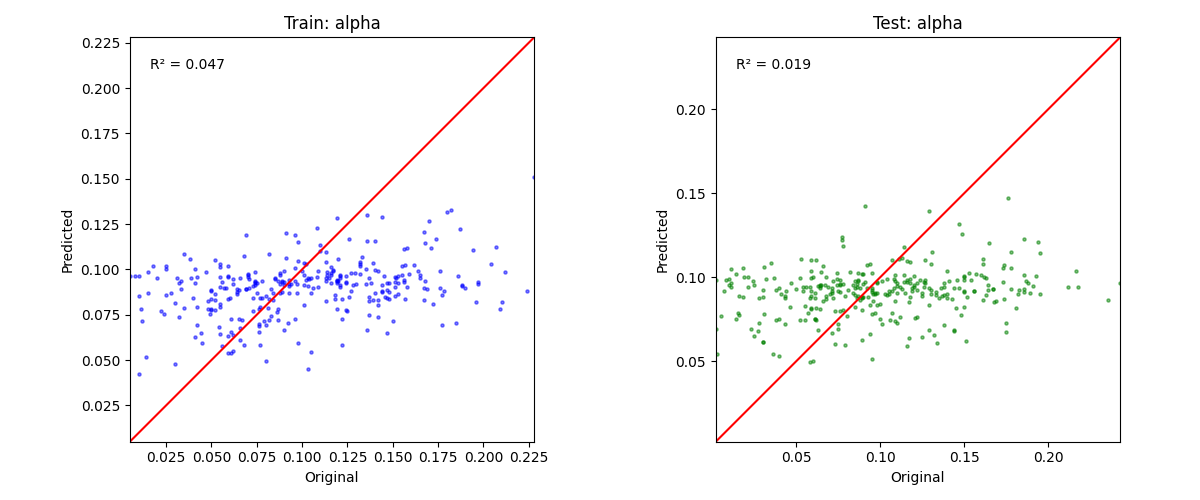 Train: alpha
R² = 0.047
0.225
0.200
0.175
0.150
0.125
0.100
0.075
0.050
0.025
Predicted
0.025 0.050 0.075 0.100 0.125 0.150 0.175 0.200 0.225
Original
Test: alpha
R² = 0.019
0.20
0.15
0.10
0.05
Predicted
0.05 0.10 0.15 0.20
Original